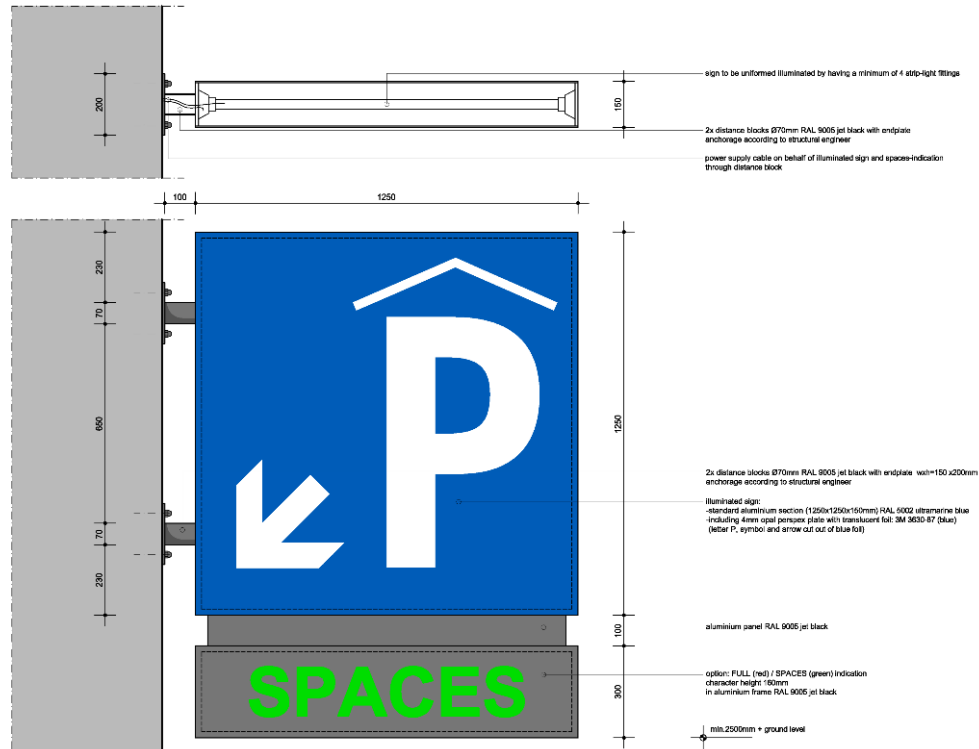 sign to be uniformed illuminated by having a minimum of 4 strip-light fittings
200
150
2x distance blocks Ø70mm RAL 9005 jet black with endplate
anchorage according to structural engineer
power supply cable on behalf of illuminated sign and spaces-indication
through distance block
100
1250
230
70
650
1250
P
2x distance blocks Ø70mm RAL 9005 jet black with endplate wxh=150 x200mm
anchorage according to structural engineer
illuminated sign:
-standard aluminium section (1250x1250x150mm) RAL 5002 ultramarine blue
-including 4mm opal perspex plate with translucent foil: 3M 3630-87 (blue)
(letter P, symbol and arrow cut out of blue foil)
70
230
100
aluminium panel RAL 9005 jet black
SPACES
300
option: FULL (red) / SPACES (green) indication
character height 160mm
in aluminium frame RAL 9005 jet black
min.2500mm + ground level